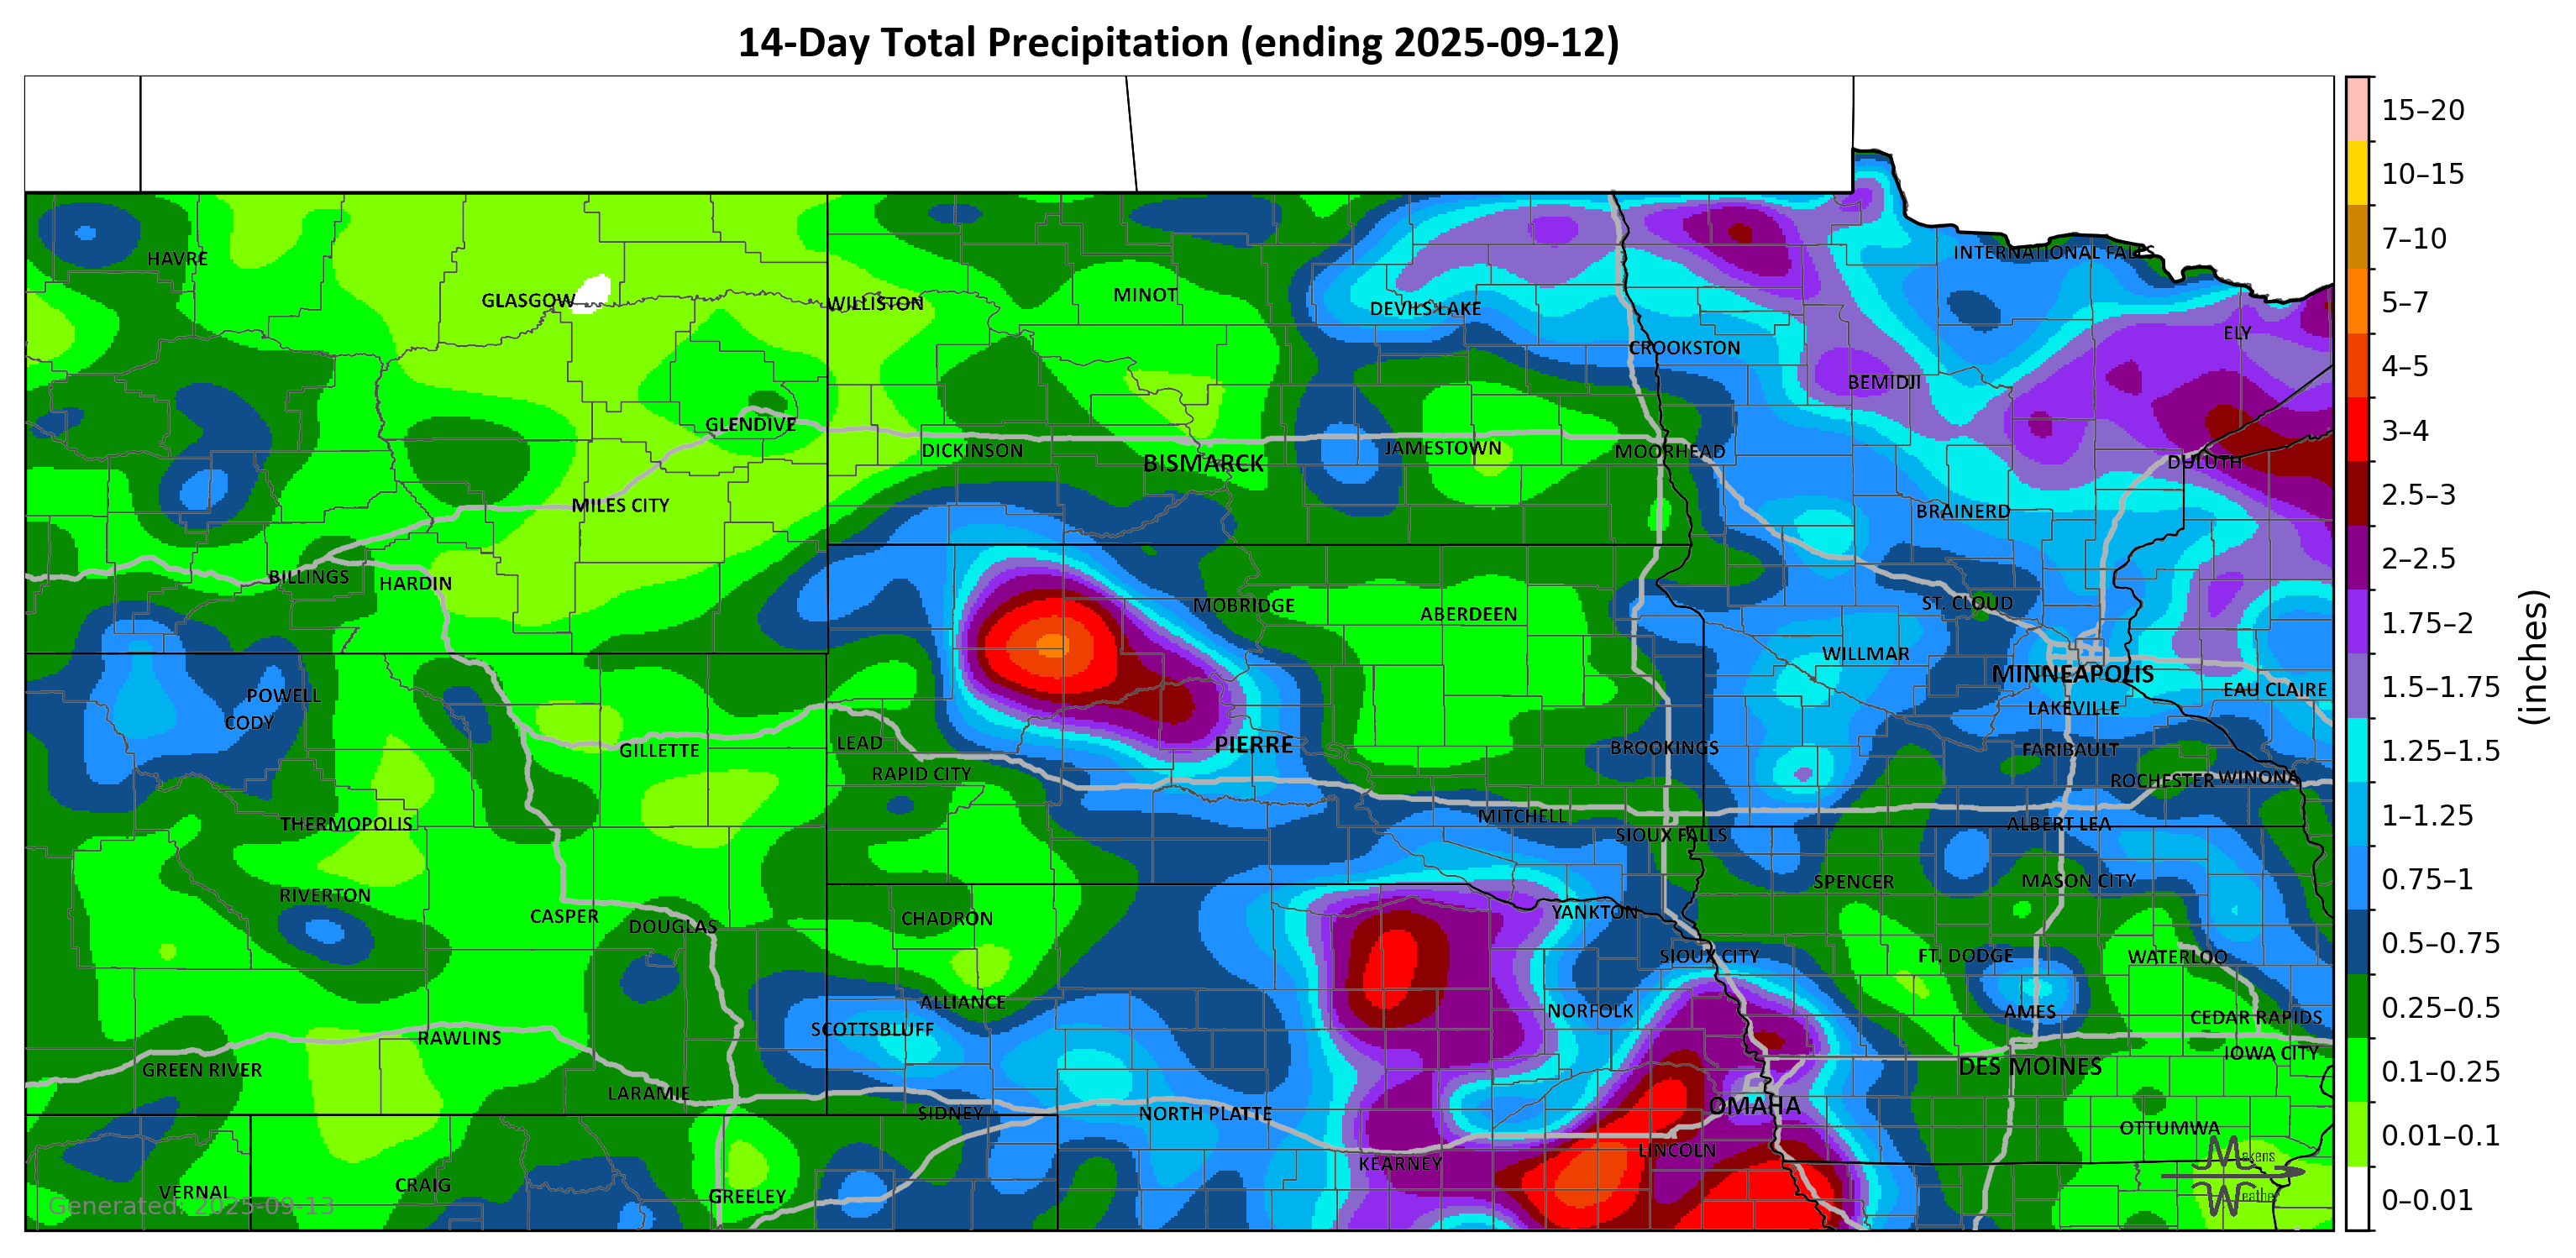 14-Day Total Precipitation (ending 2025-09-12)
15–20
10–15
7–10
5–7
4–5
3–4
2.5–3
2–2.5
1.75–2
1.5–1.75
1.25–1.5
1–1.25
0.75–1
0.5–0.75
0.25–0.5
0.1–0.25
0.01–0.1
0–0.01
(inches)
HAVRE
INTERNATIONAL FALLS
GLASGOW
WILLISTON
MINOT
DEVILS LAKE
ELY
CROOKSTON
BEMIDJI
GLENDIVE
DICKINSON
BISMARCK
JAMESTOWN
MOORHEAD
DULUTH
MILES CITY
BRAINERD
BILLINGS
HARDIN
MOBRIDGE
ABERDEEN
ST. CLOUD
WILLMAR
MINNEAPOLIS
POWELL
CODY
EAU CLAIRE
LAKEVILLE
GILLETTE
LEAD
PIERRE
BROOKINGS
FARIBAULT
RAPID CITY
ROCHESTER
WINONA
THERMOPOLIS
MITCHELL
SIOUX FALLS
ALBERT LEA
RIVERTON
SPENCER
MASON CITY
CASPER
DOUGLAS
CHADRON
YANKTON
SIOUX CITY
FT. DODGE
WATERLOO
ALLIANCE
NORFOLK
AMES
SCOTTSBLUFF
CEDAR RAPIDS
RAWLINS
IOWA CITY
GREEN RIVER
DES MOINES
LARAMIE
SIDNEY
NORTH PLATTE
OMAHA
OTTUMWA
LINCOLN
KEARNEY
VERNAL
CRAIG
GREELEY
Generated: 2025-09-13
Makens
Weather